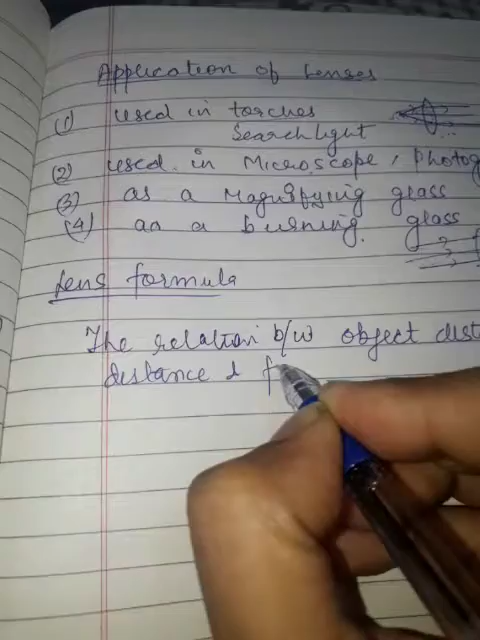 Application of Lenses
(1) used in torches
Searchlight
(2) used in Microscope, Photog
(3) as a Magnifying glass
(4) as a burning glass
Lens formula
The relation b/w object dist
distance & f